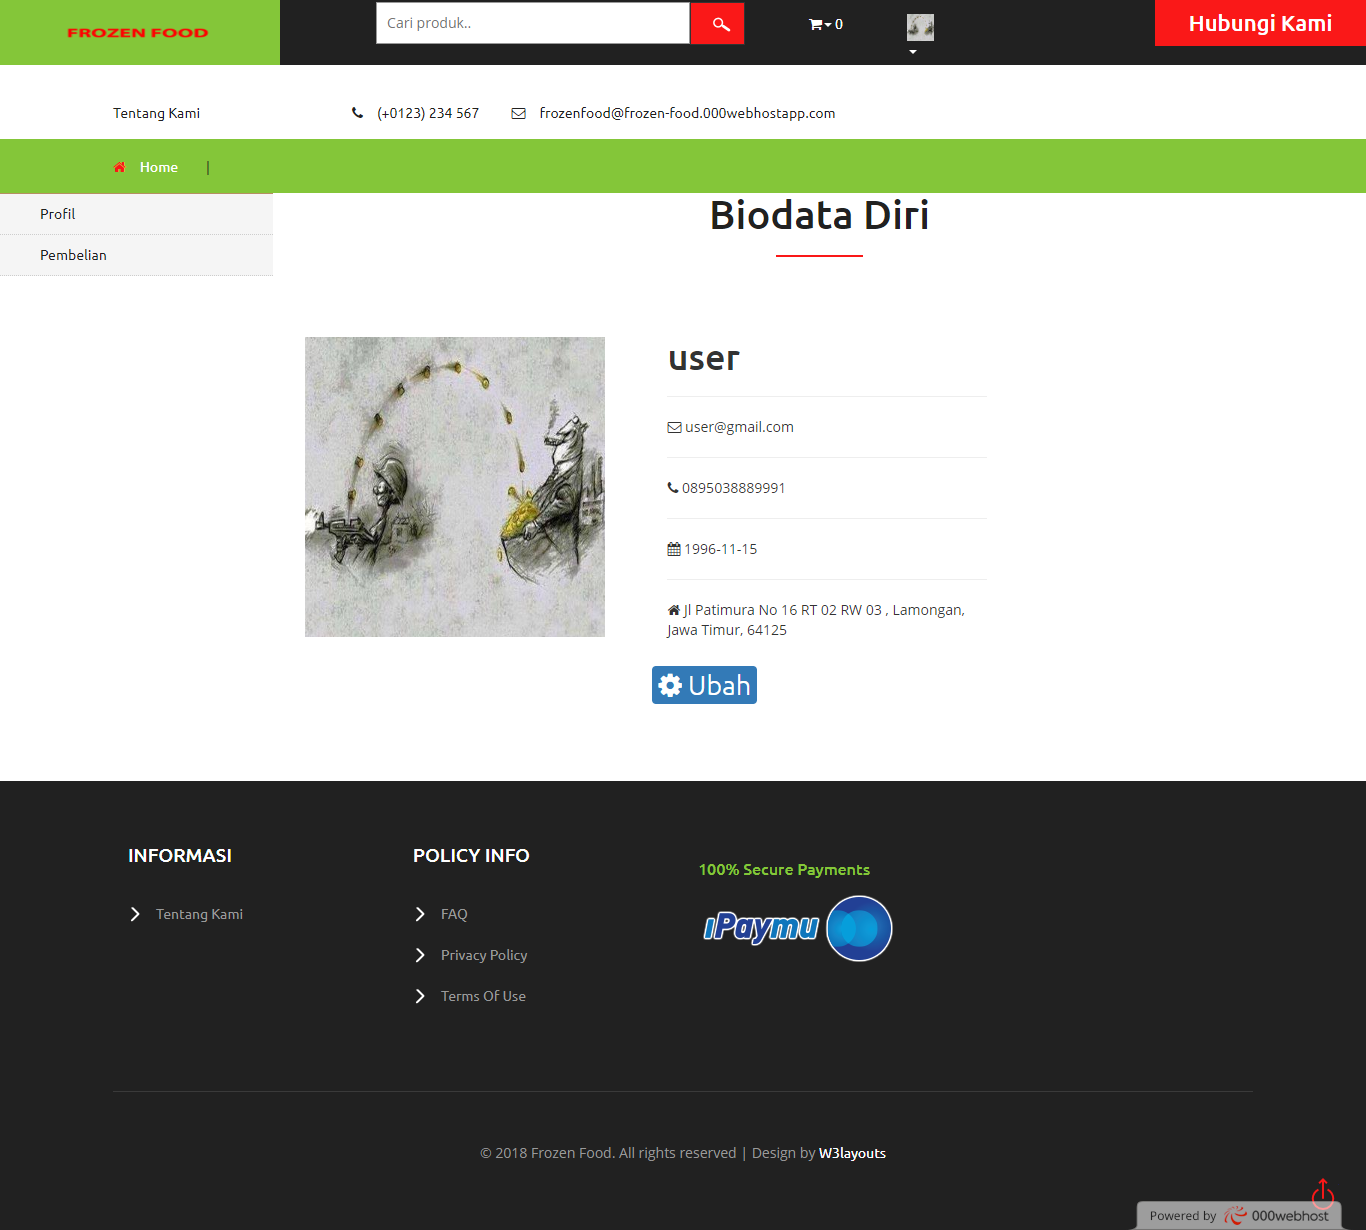 FROZEN FOOD
Cari produk..
0
Hubungi Kami
Tentang Kami
(+0123) 234 567
frozenfood@frozen-food.000webhostapp.com
Home |
Profil
Pembelian
Biodata Diri
user
user@gmail.com
0895038889991
1996-11-15
Jl Patimura No 16 RT 02 RW 03 , Lamongan,
Jawa Timur, 64125
Ubah
INFORMASI
Tentang Kami
POLICY INFO
FAQ
Privacy Policy
Terms Of Use
100% Secure Payments
iPaymu
© 2018 Frozen Food. All rights reserved | Design by W3layouts
Powered by 000webhost